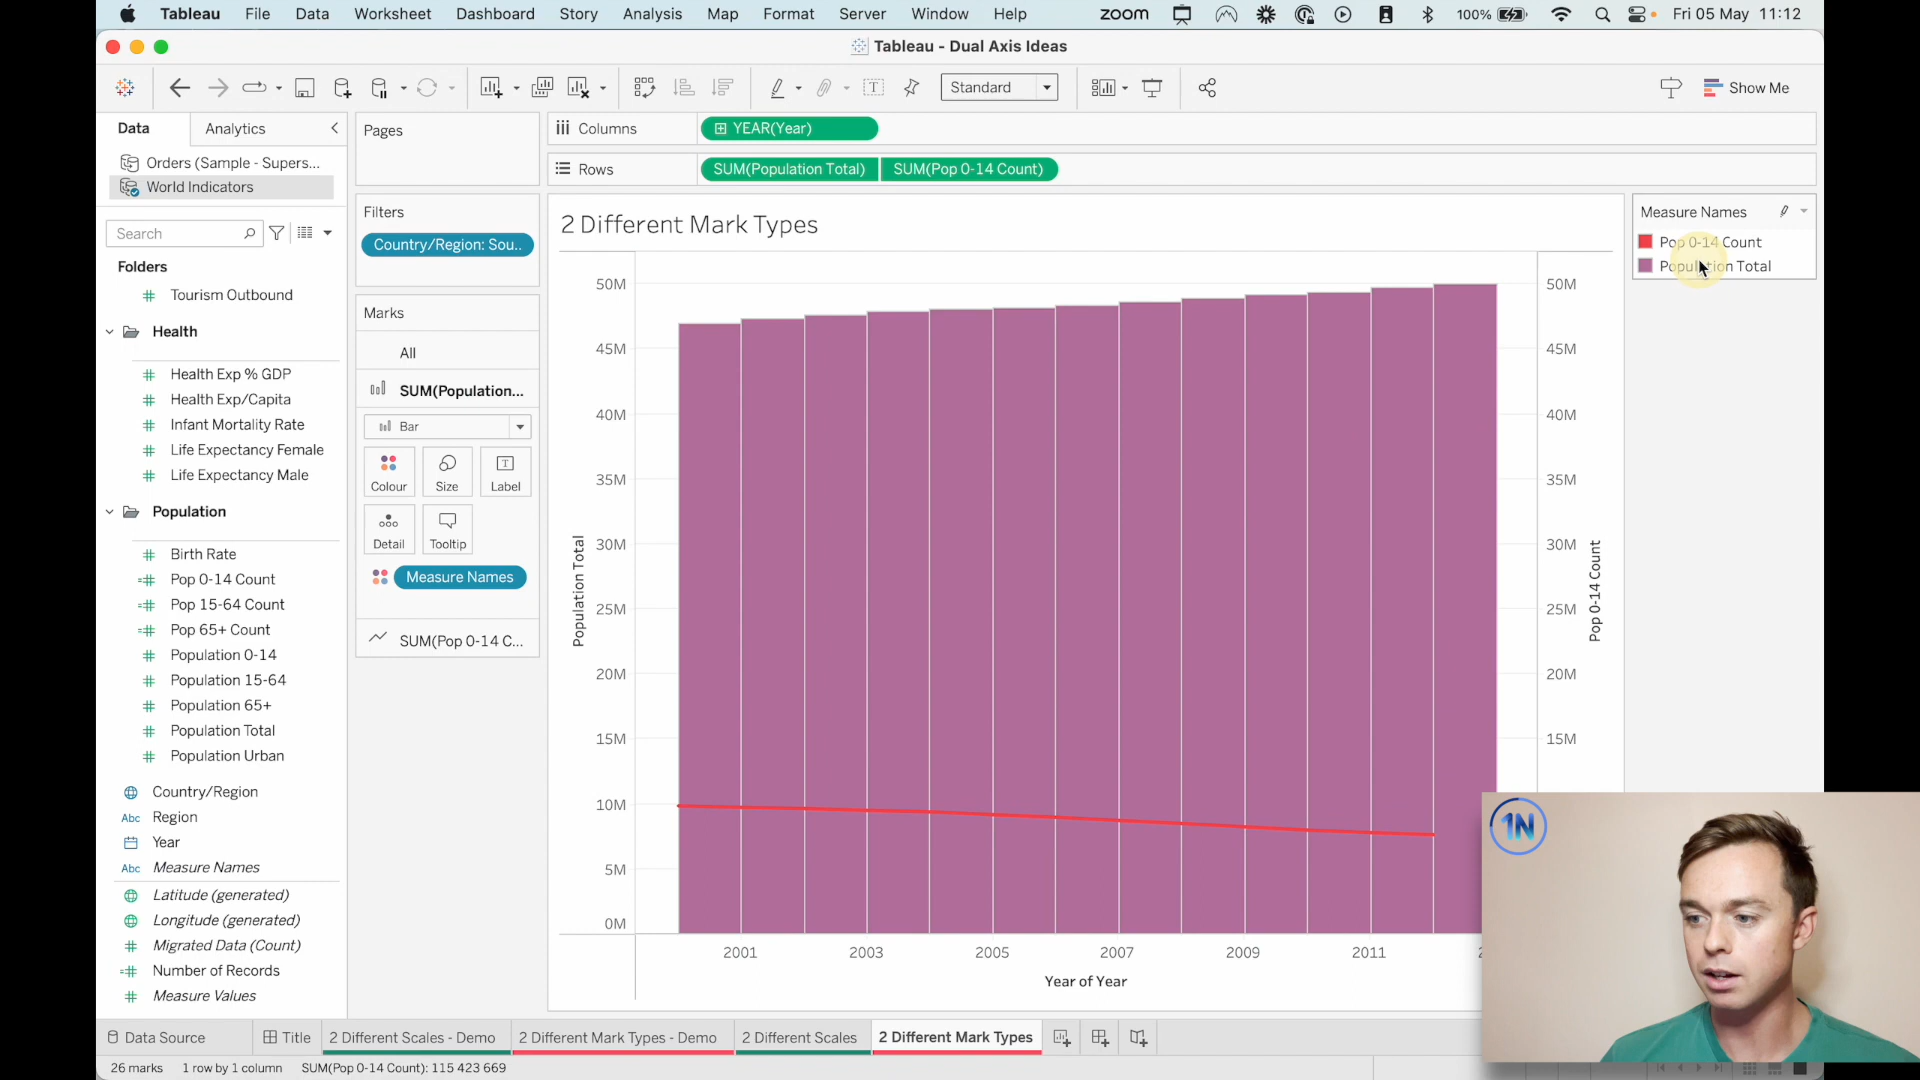 Tableau File Data Worksheet Dashboard Story Analysis Map Format Server Window Help zoom 100% Fri 05 May 11:12
Tableau - Dual Axis Ideas
Standard Show Me
Data Analytics
Orders (Sample - Supers...
World Indicators
Search
Folders
Tourism Outbound
Health
Health Exp % GDP
Health Exp/Capita
Infant Mortality Rate
Life Expectancy Female
Life Expectancy Male
Population
Birth Rate
Pop 0-14 Count
Pop 15-64 Count
Pop 65+ Count
Population 0-14
Population 15-64
Population 65+
Population Total
Population Urban
Country/Region
Abc Region
Year
Abc Measure Names
Latitude (generated)
Longitude (generated)
Migrated Data (Count)
Number of Records
Measure Values
Pages
Filters
Country/Region: Sou..
Marks
All
SUM(Population...
Bar
Colour Size Label
Detail Tooltip
Measure Names
SUM(Pop 0-14 C...
Columns YEAR(Year)
Rows SUM(Population Total) SUM(Pop 0-14 Count)
2 Different Mark Types
50M
45M
40M
35M
30M
25M
20M
15M
10M
5M
0M
Population Total
50M
45M
40M
35M
30M
25M
20M
15M
Pop 0-14 Count
2001 2003 2005 2007 2009 2011
Year of Year
Measure Names
Pop 0-14 Count
Population Total
1N
Data Source Title 2 Different Scales - Demo 2 Different Mark Types - Demo 2 Different Scales 2 Different Mark Types
26 marks 1 row by 1 column SUM(Pop 0-14 Count): 115 423 669